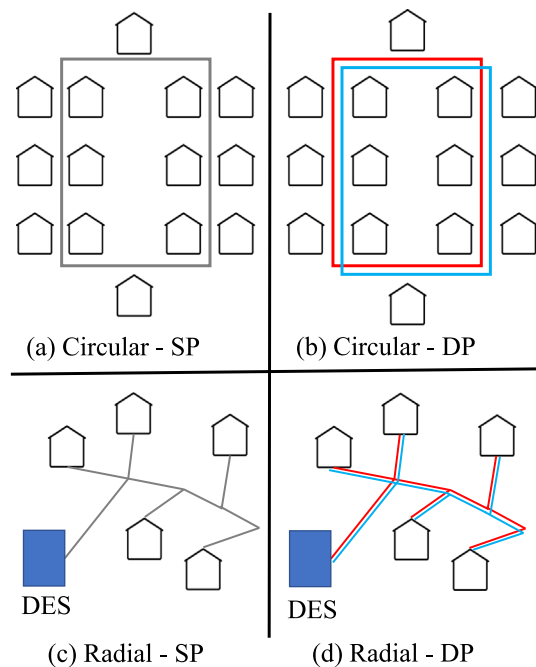 (a) Circular - SP
(b) Circular - DP
DES
DES
(c) Radial - SP
(d) Radial - DP